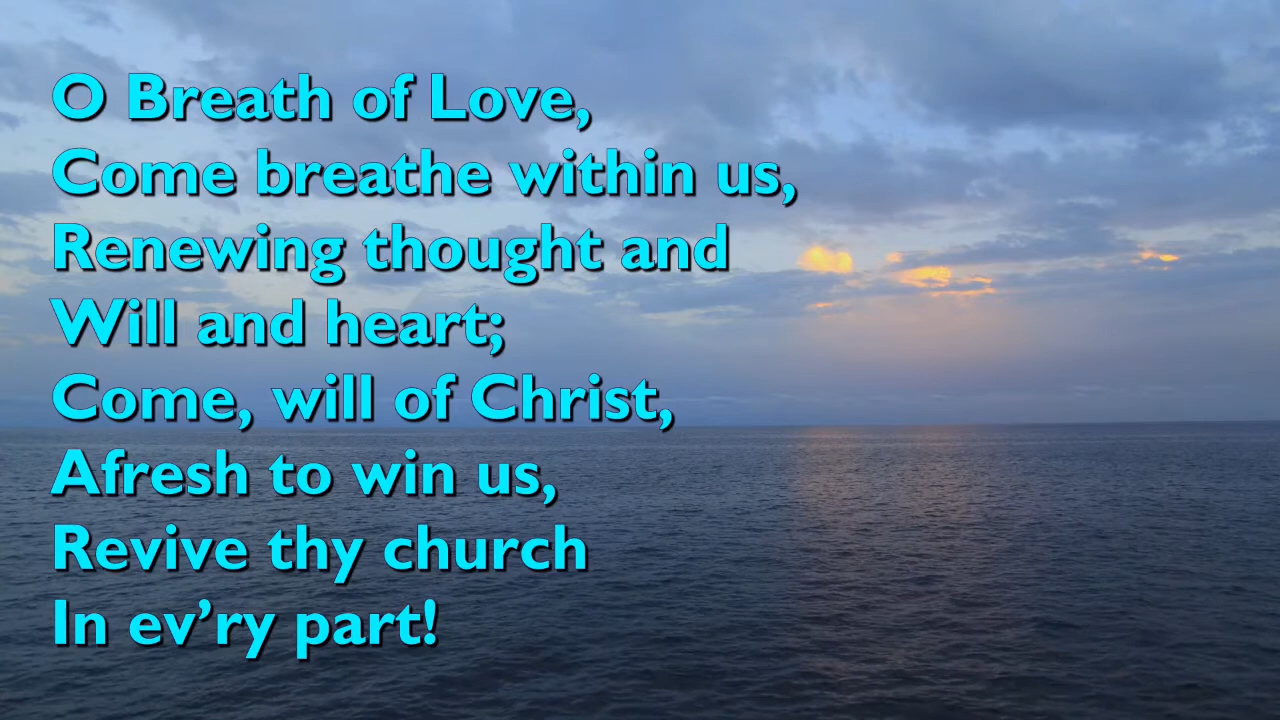 O Breath of Love,
Come breathe within us,
Renewing thought and
Will and heart;
Come, will of Christ,
Afresh to win us,
Revive thy church
In ev’ry part!